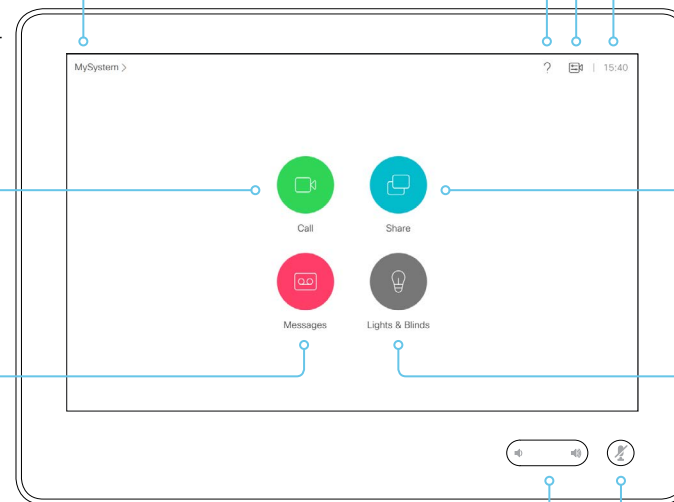 MySystem >
? | 15:40
Call
Share
Messages
Lights & Blinds